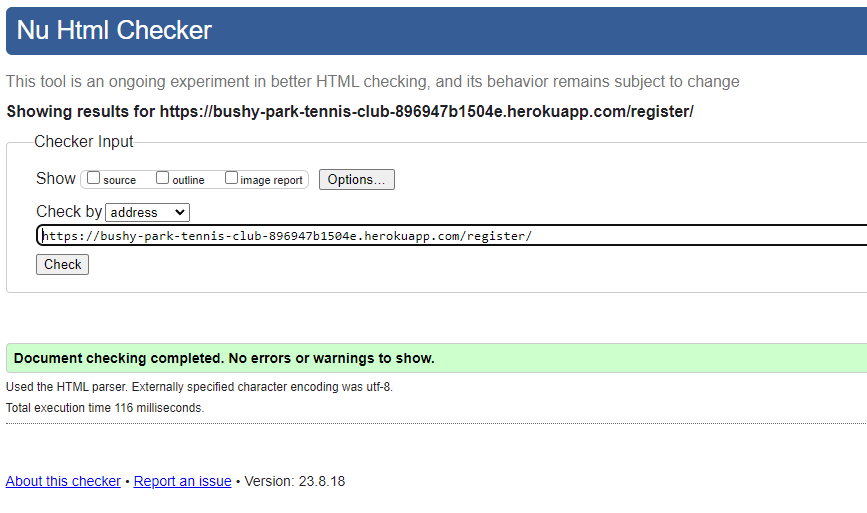 Nu Html Checker
This tool is an ongoing experiment in better HTML checking, and its behavior remains subject to change
Showing results for https://bushy-park-tennis-club-896947b1504e.herokuapp.com/register/
Checker Input
Show source outline image report Options...
Check by address
https://bushy-park-tennis-club-896947b1504e.herokuapp.com/register/
Check
Document checking completed. No errors or warnings to show.
Used the HTML parser. Externally specified character encoding was utf-8.
Total execution time 116 milliseconds.
About this checker • Report an issue • Version: 23.8.18